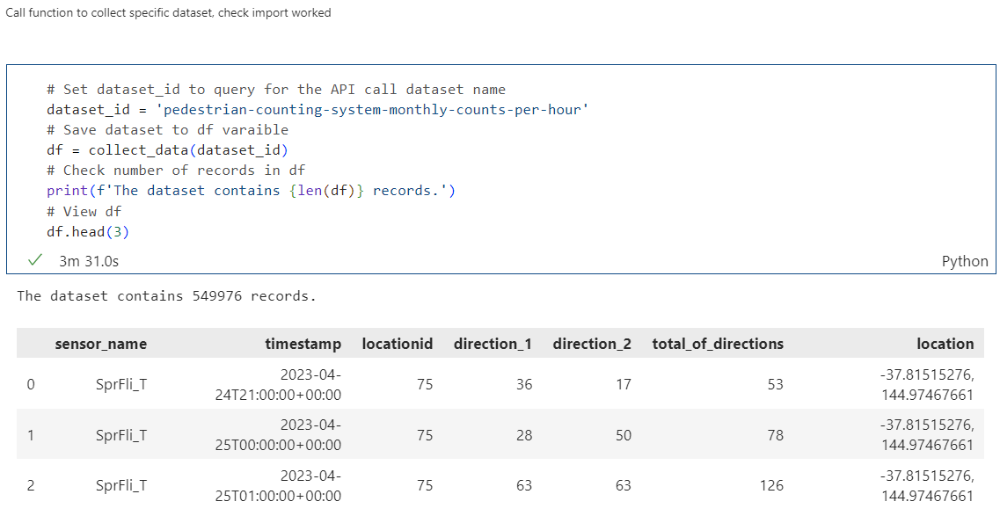 Call function to collect specific dataset, check import worked
# Set dataset_id to query for the API call dataset name
dataset_id = 'pedestrian-counting-system-monthly-counts-per-hour'
# Save dataset to df varaible
df = collect_data(dataset_id)
# Check number of records in df
print(f'The dataset contains {len(df)} records.')
# View df
df.head(3)
3m 31.0s
Python
The dataset contains 549976 records.
sensor_name timestamp locationid direction_1 direction_2 total_of_directions location
0 SprFli_T 2023-04-24T21:00:00+00:00 75 36 17 53 -37.81515276, 144.97467661
1 SprFli_T 2023-04-25T00:00:00+00:00 75 28 50 78 -37.81515276, 144.97467661
2 SprFli_T 2023-04-25T01:00:00+00:00 75 63 63 126 -37.81515276, 144.97467661